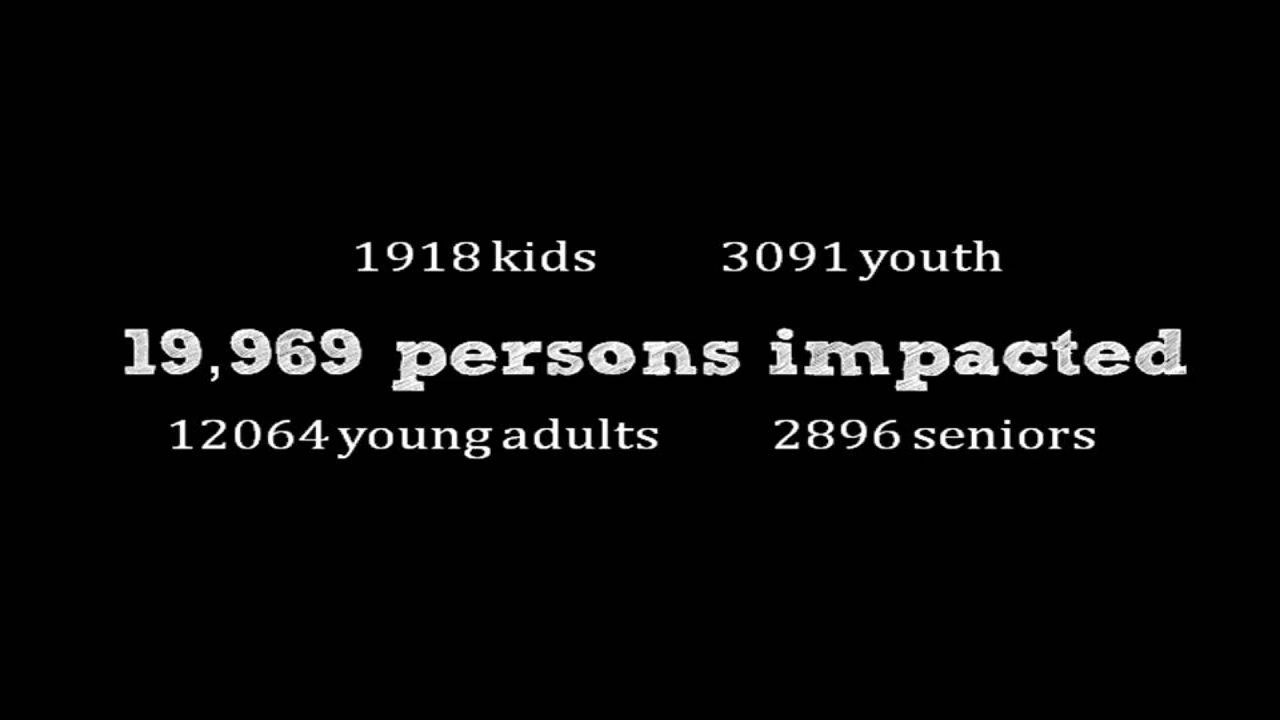 1918 kids 3091 youth
19,969 persons impacted
12064 young adults 2896 seniors